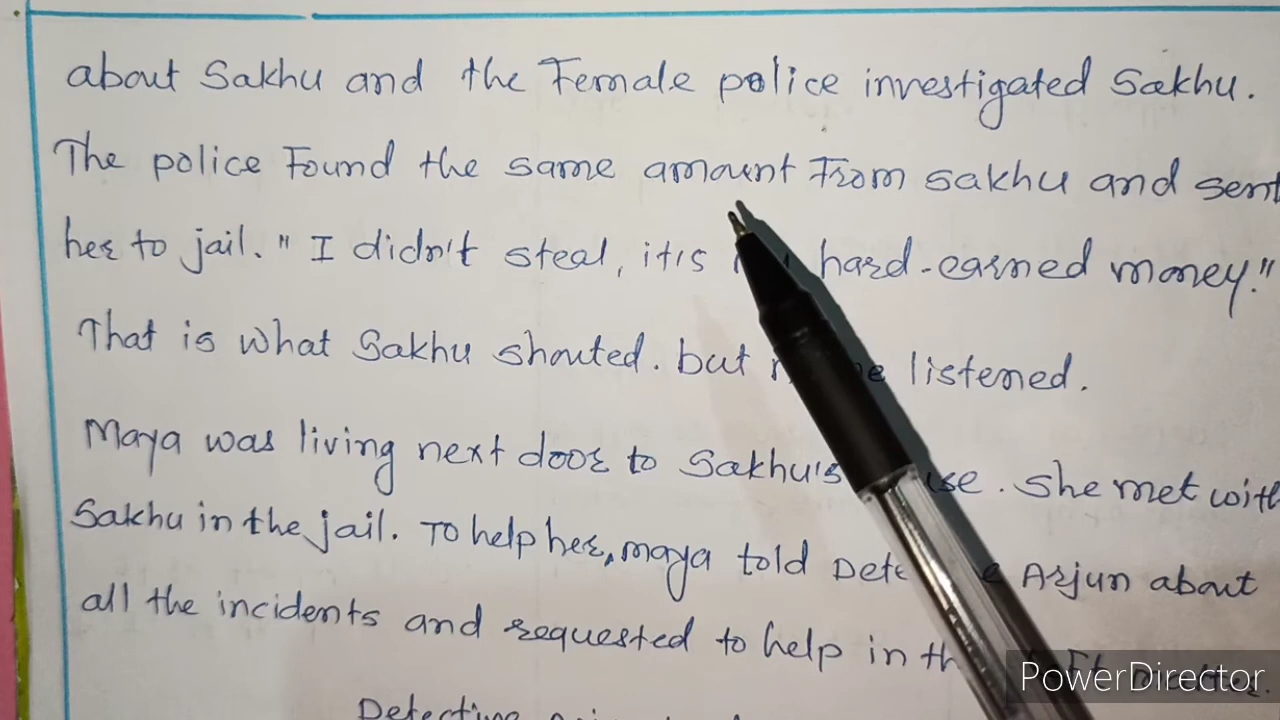 about Sakhu and the Female police investigated Sakhu.
The police Found the same amount From sakhu and sent
her to jail." I didn't steal, it's hard-earned money."
That is what Sakhu shouted. but listened.
Maya was living next door to Sakhu's . She met with
Sakhu in the jail. To help her, maya told Arjun about
all the incidents and requested to help in
PowerDirector